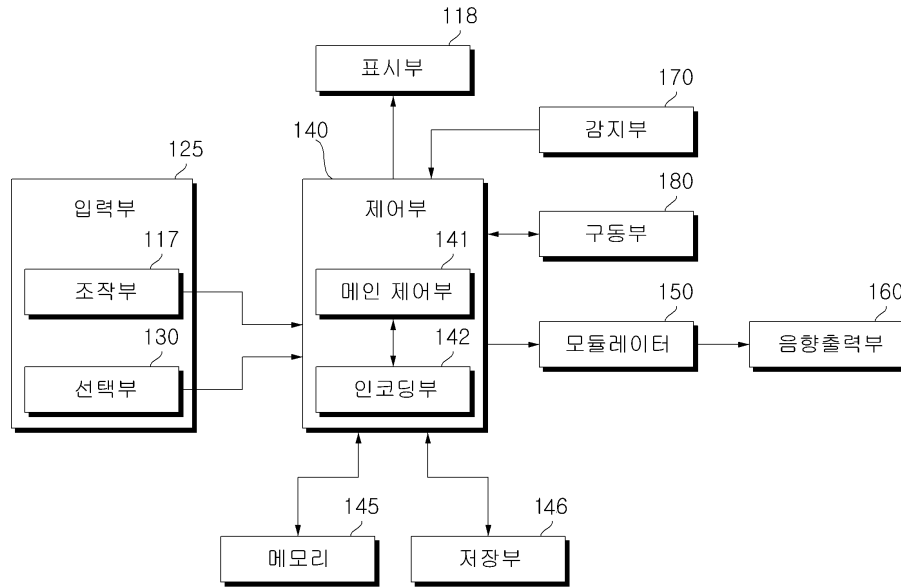 118
표시부
170
감지부
140
125
입력부
제어부
180
구동부
117
조작부
141
메인 제어부
150
모듈레이터
160
음향출력부
130
선택부
142
인코딩부
145
메모리
146
저장부